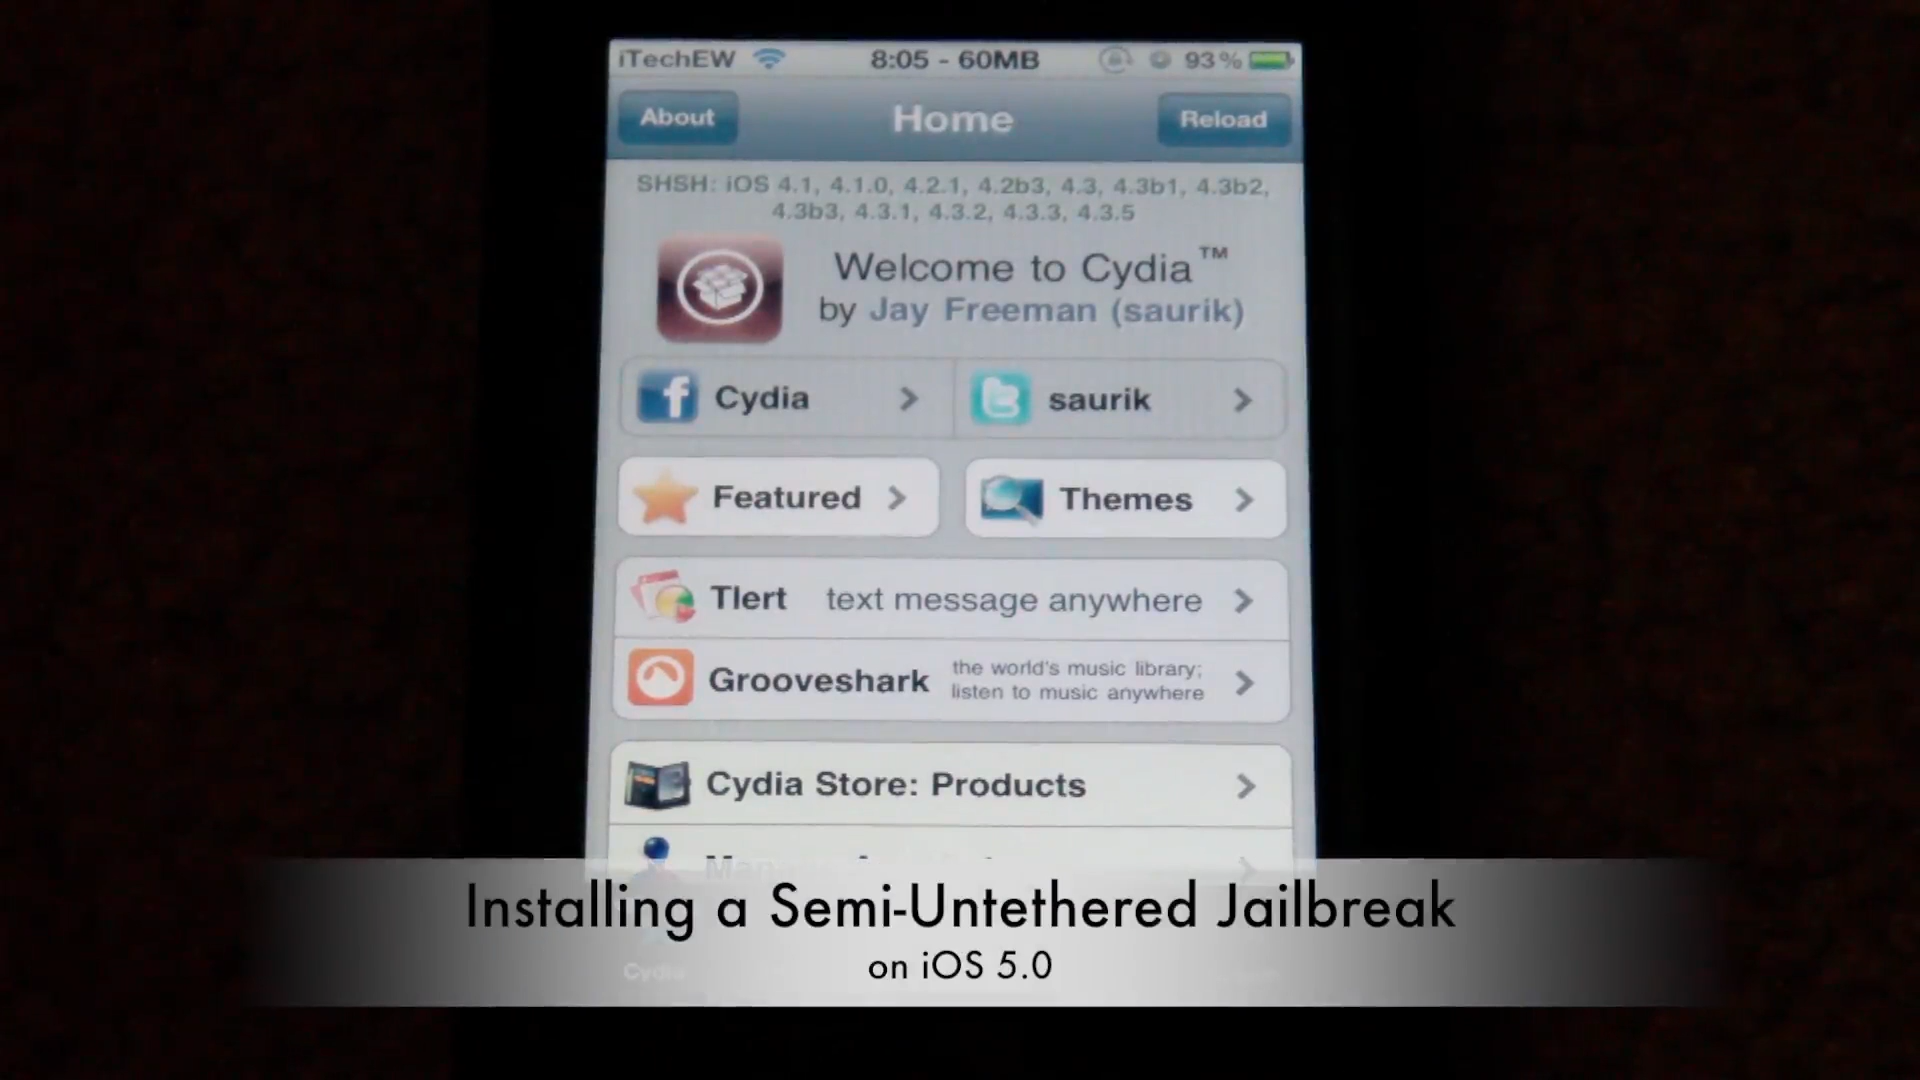 iTechEW 8:05 - 60MB 93%
About Home Reload
SHSH: iOS 4.1, 4.1.0, 4.2.1, 4.2b3, 4.3, 4.3b1, 4.3b2,
4.3b3, 4.3.1, 4.3.2, 4.3.3, 4.3.5
Welcome to Cydia™
by Jay Freeman (saurik)
Cydia saurik
Featured Themes
Tlert text message anywhere
Grooveshark the world's music library;
listen to music anywhere
Cydia Store: Products
Installing a Semi-Untethered Jailbreak
on iOS 5.0
Cydia